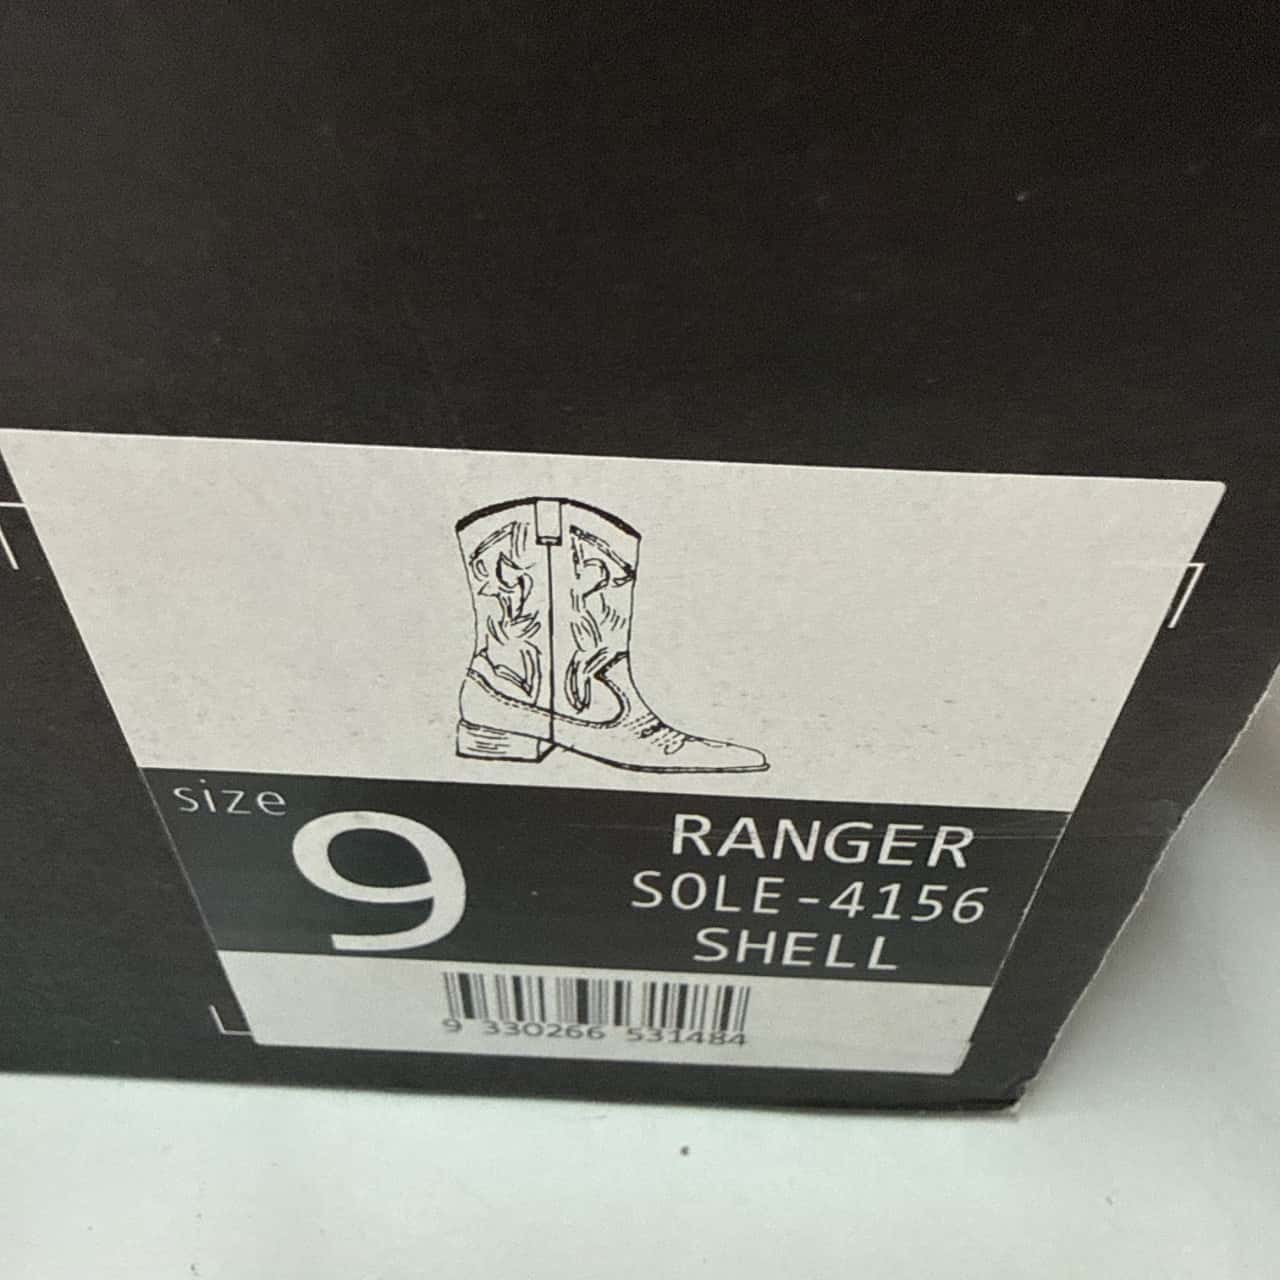 size
9
RANGER
SOLE-4156
SHELL
9 330266 531484